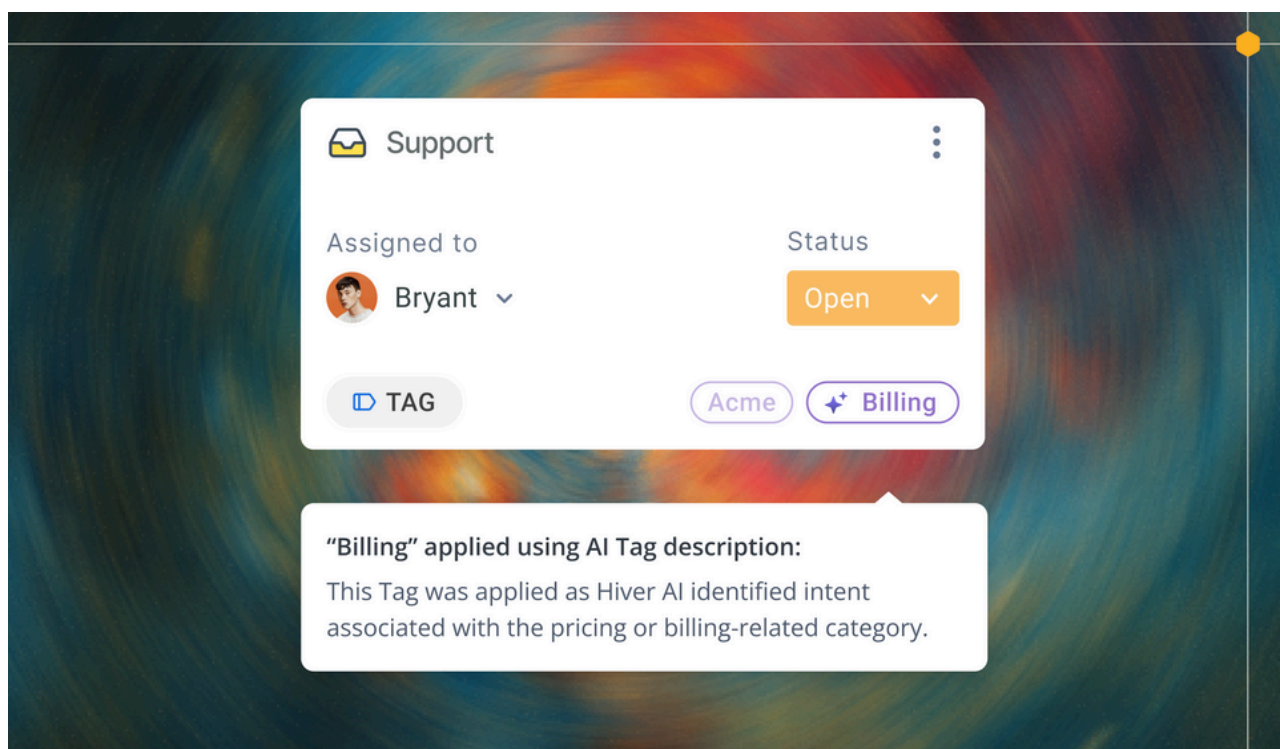 Support
Assigned to
Status
Bryant
Open
TAG
Acme
Billing
“Billing” applied using AI Tag description:
This Tag was applied as Hiver AI identified intent
associated with the pricing or billing-related category.